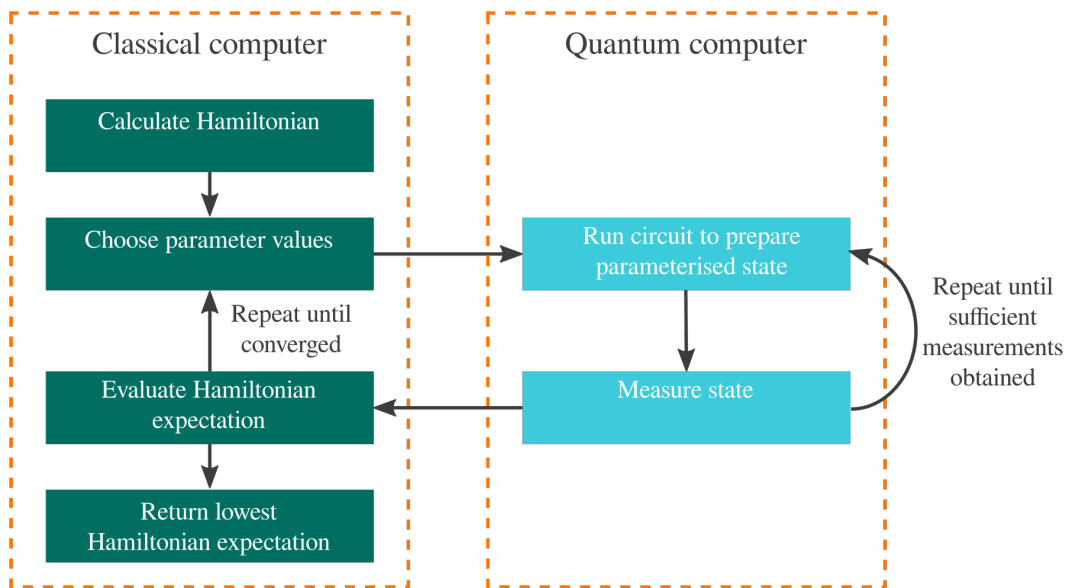 Classical computer
Calculate Hamiltonian
Choose parameter values
Repeat until
converged
Evaluate Hamiltonian
expectation
Return lowest
Hamiltonian expectation
Quantum computer
Run circuit to prepare
parameterised state
Measure state
Repeat until
sufficient
measurements
obtained